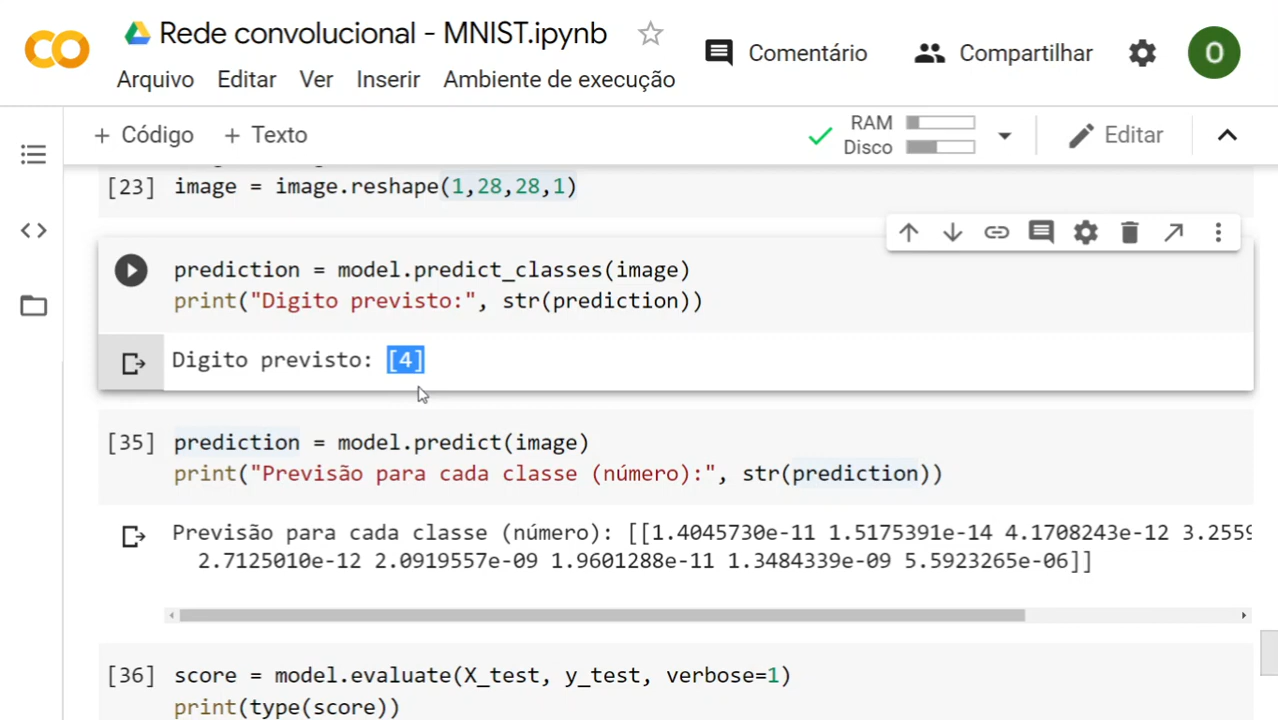 Rede convolucional - MNIST.ipynb
Comentário
Compartilhar
O
Arquivo Editar Ver Inserir Ambiente de execução
+ Código + Texto
RAM
Disco
Editar
[23] image = image.reshape(1,28,28,1)
prediction = model.predict_classes(image)
print("Digito previsto:", str(prediction))
Digito previsto: [4]
[35] prediction = model.predict(image)
print("Previsão para cada classe (número):", str(prediction))
Previsão para cada classe (número): [[1.4045730e-11 1.5175391e-14 4.1708243e-12 3.2559
2.7125010e-12 2.0919557e-09 1.9601288e-11 1.3484339e-09 5.5923265e-06]]
[36] score = model.evaluate(X_test, y_test, verbose=1)
print(type(score))